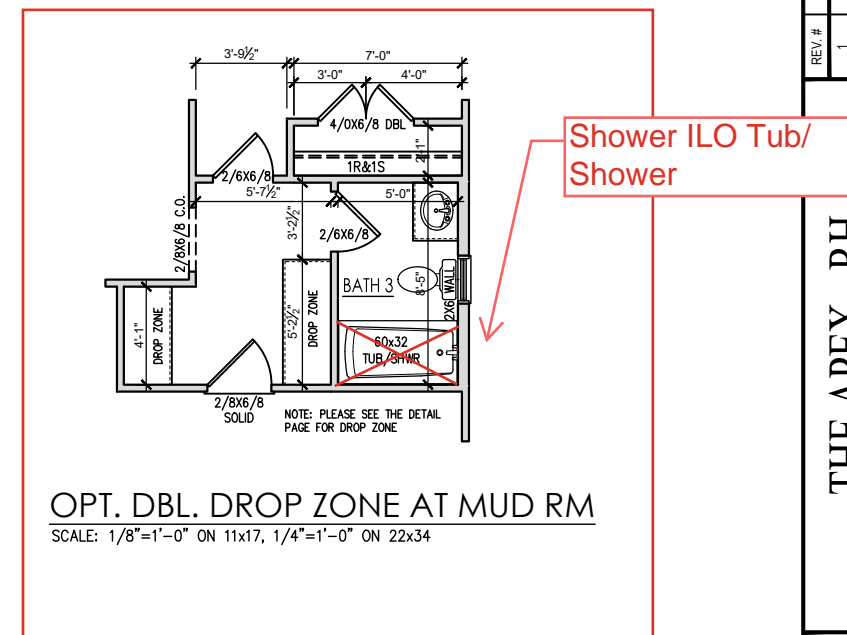 3'-9½"
7'-0"
3'-0"
4'-0"
4/0X6/8 DBL
1R&1S
2/6X6/8
5'-7½"
5'-0"
3'-2½"
2/6X6/8
2/8X6/8 C.O.
BATH 3
8'-5"
2X6 WALL
4'-1"
DROP ZONE
5'-2½"
DROP ZONE
60x32
TUB/SHWR
2/8X6/8
SOLID
NOTE: PLEASE SEE THE DETAIL
PAGE FOR DROP ZONE
Shower ILO Tub/
Shower
OPT. DBL. DROP ZONE AT MUD RM
SCALE: 1/8"=1'-0" ON 11x17, 1/4"=1'-0" ON 22x34
REV. #
1